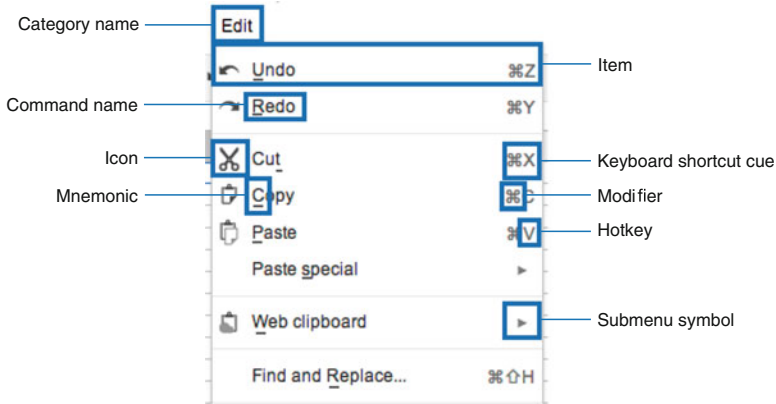 Category name Edit
Undo ⌘Z Item
Command name Redo ⌘Y
Icon Cut ⌘X Keyboard shortcut cue
Mnemonic Copy ⌘C Modifier
Paste ⌘V Hotkey
Paste special ▸
Web clipboard ▸ Submenu symbol
Find and Replace... ⌘⇧H